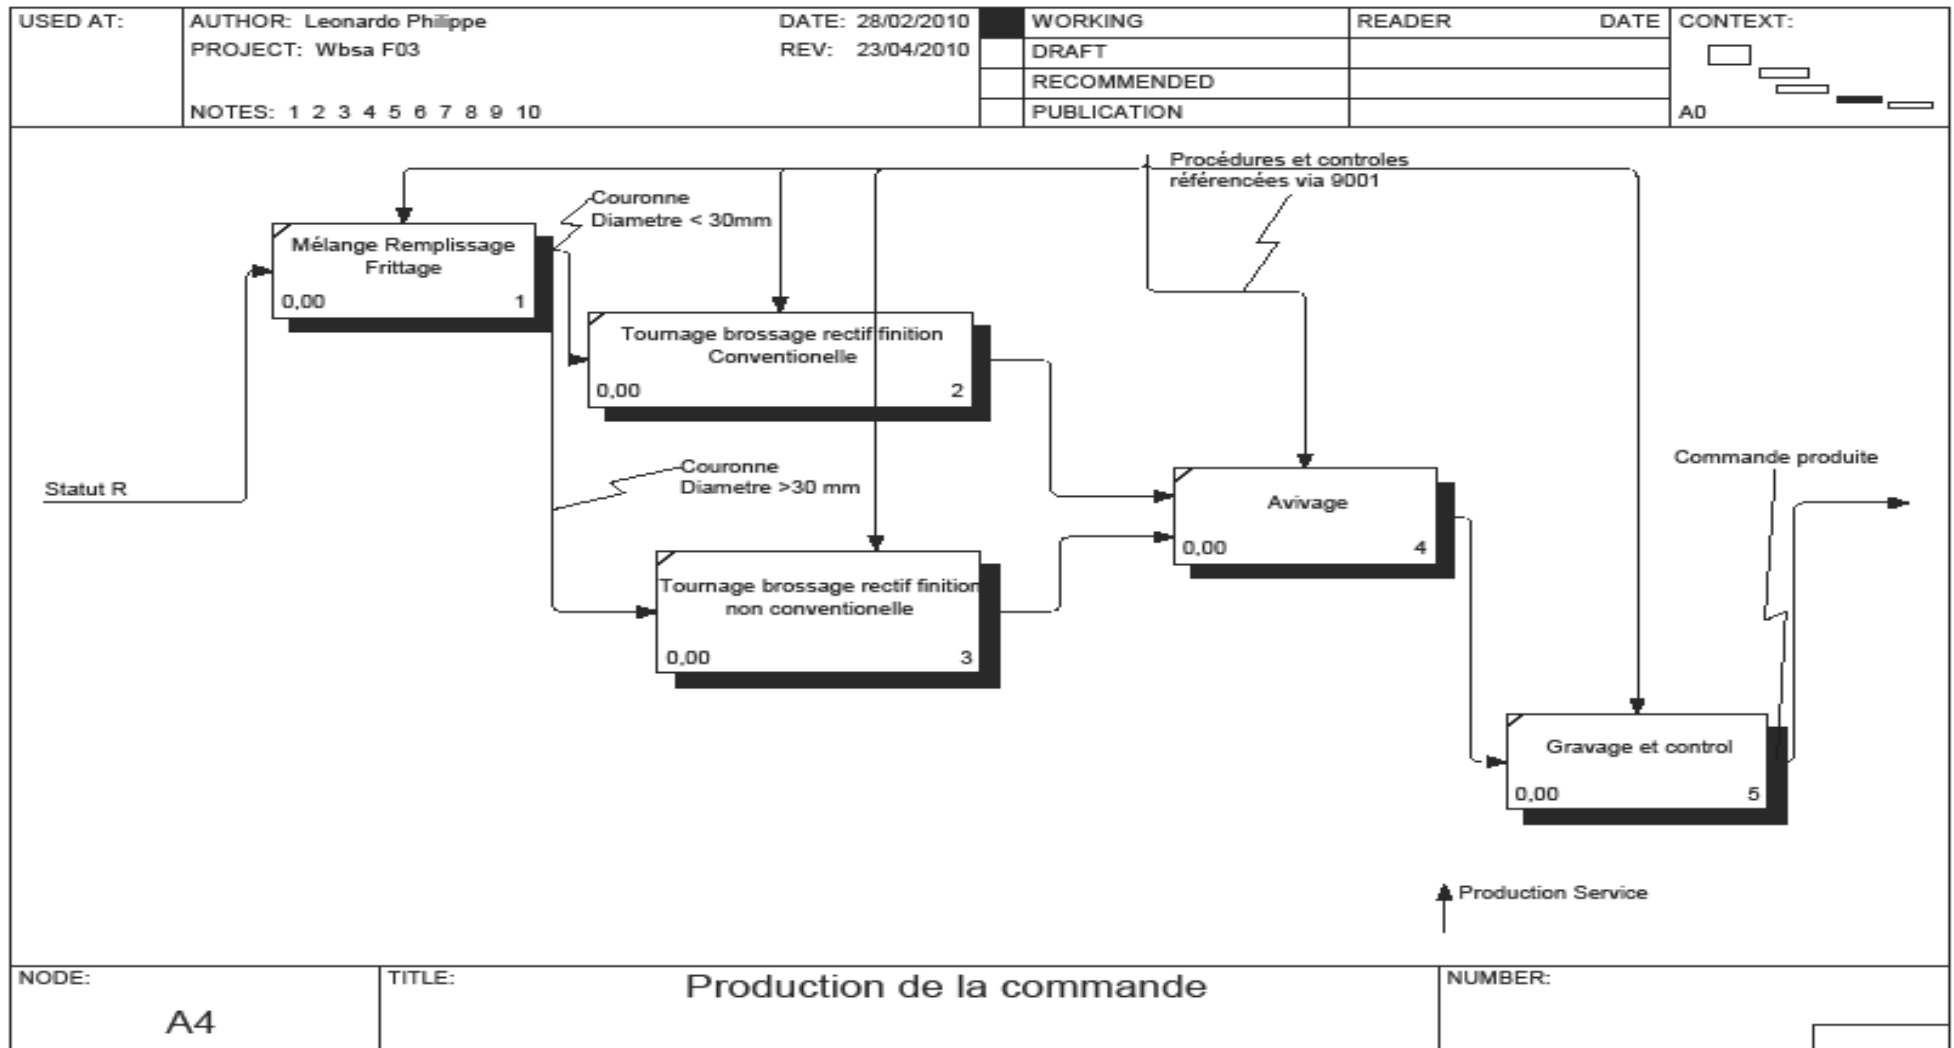 USED AT:
AUTHOR: Leonardo Philippe
DATE: 28/02/2010
WORKING
READER
DATE
CONTEXT:
PROJECT: Wbsa F03
REV: 23/04/2010
DRAFT
RECOMMENDED
NOTES: 1 2 3 4 5 6 7 8 9 10
PUBLICATION
A0
Procédures et controles
référencées via 9001
Couronne
Diametre < 30mm
Mélange Remplissage
Frittage
0,00
1
Tournage brossage rectif finition
Conventionelle
0,00
2
Couronne
Diametre >30 mm
Statut R
Commande produite
Avivage
0,00
4
Tournage brossage rectif finition
non conventionelle
0,00
3
Gravage et control
0,00
5
Production Service
NODE:
A4
TITLE:
Production de la commande
NUMBER: